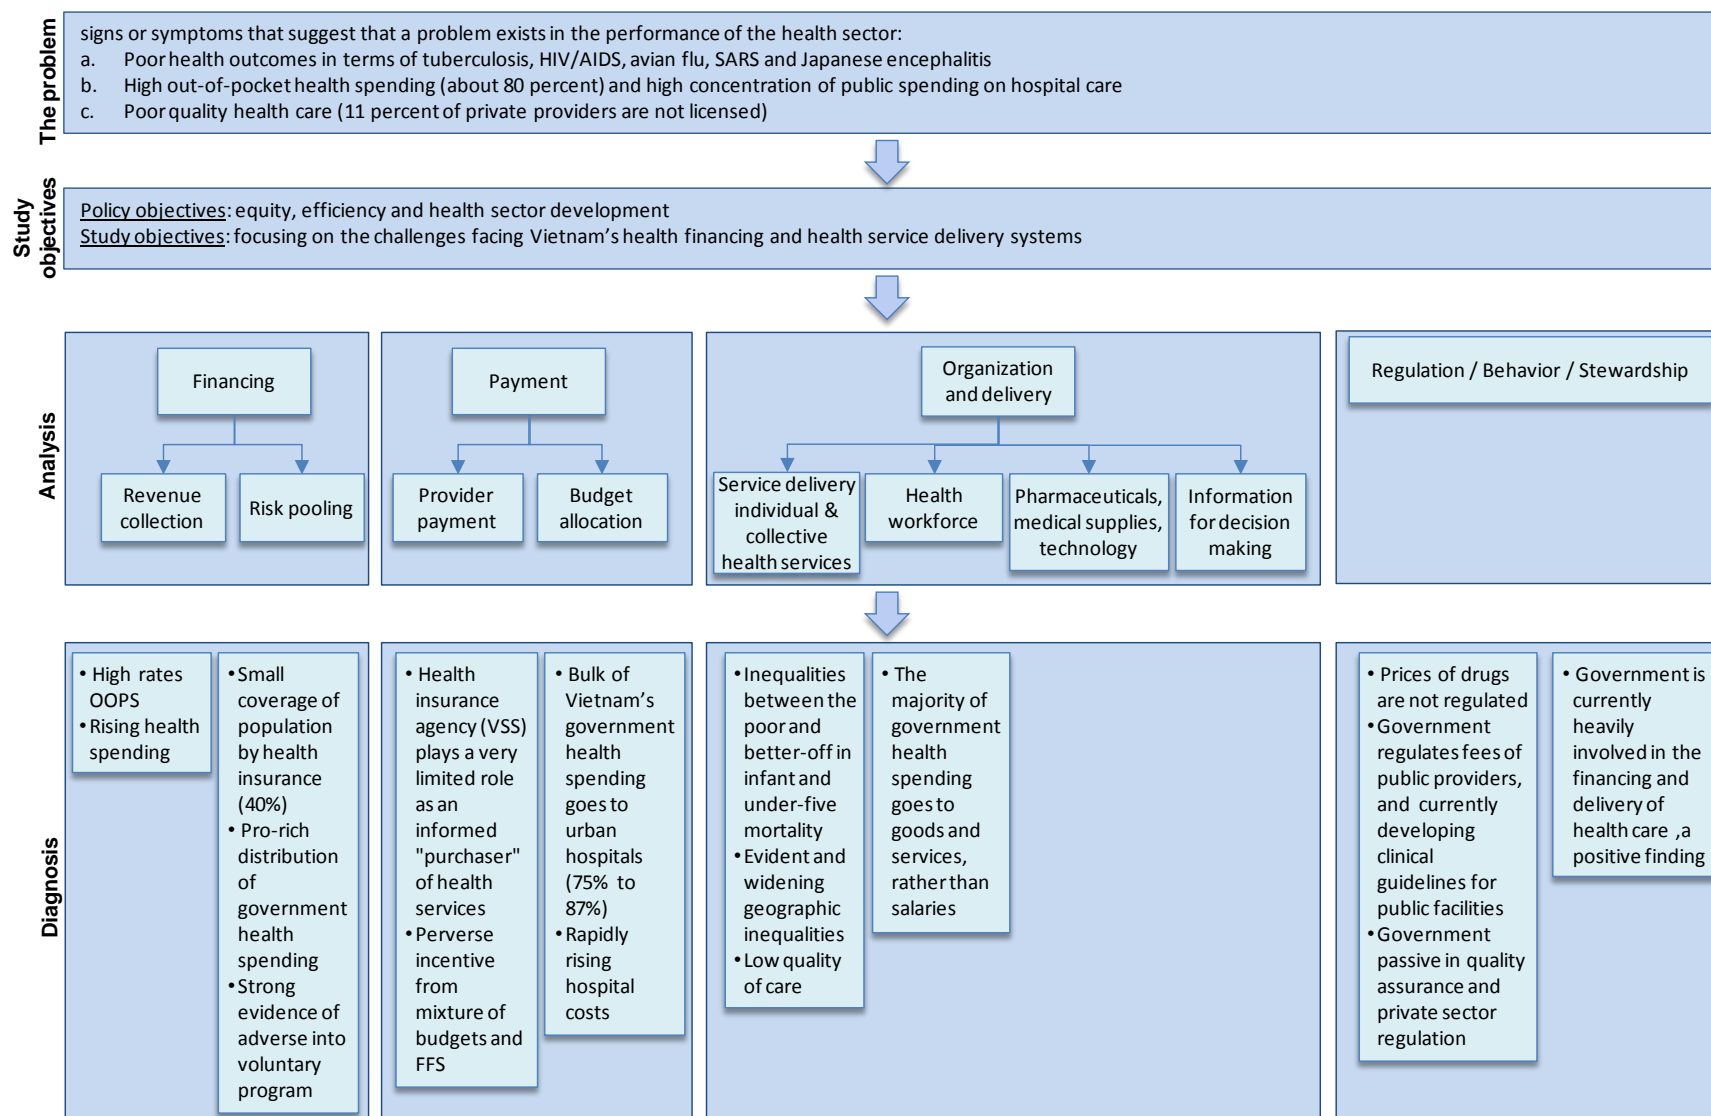 The problem
signs or symptoms that suggest that a problem exists in the performance of the health sector:
a. Poor health outcomes in terms of tuberculosis, HIV/AIDS, avian flu, SARS and Japanese encephalitis
b. High out-of-pocket health spending (about 80 percent) and high concentration of public spending on hospital care
c. Poor quality health care (11 percent of private providers are not licensed)
Study
objectives
Policy objectives: equity, efficiency and health sector development
Study objectives: focusing on the challenges facing Vietnam's health financing and health service delivery systems
Analysis
Financing
Revenue
collection
Risk pooling
Payment
Provider
payment
Budget
allocation
Organization
and delivery
Service delivery
individual &
collective
health services
Health
workforce
Pharmaceuticals,
medical supplies,
technology
Information
for decision
making
Regulation / Behavior / Stewardship
Diagnosis
• High rates
OOPS
• Rising health
spending
• Small
coverage of
population
by health
insurance
(40%)
• Pro-rich
distribution
of
government
health
spending
• Strong
evidence of
adverse into
voluntary
program
• Health
insurance
agency (VSS)
plays a very
limited role
as an
informed
"purchaser"
of health
services
• Perverse
incentive
from
mixture of
budgets and
FFS
• Bulk of
Vietnam's
government
health
spending
goes to
urban
hospitals
(75% to
87%)
• Rapidly
rising
hospital
costs
• Inequalities
between the
poor and
better-off in
infant and
under-five
mortality
• Evident and
widening
geographic
inequalities
• Low quality
of care
• The
majority of
government
health
spending
goes to
goods and
services,
rather than
salaries
• Prices of drugs
are not regulated
• Government
regulates fees of
public providers,
and currently
developing
clinical
guidelines for
public facilities
• Government
passive in quality
assurance and
private sector
regulation
• Government is
currently
heavily
involved in the
financing and
delivery of
health care ,a
positive finding